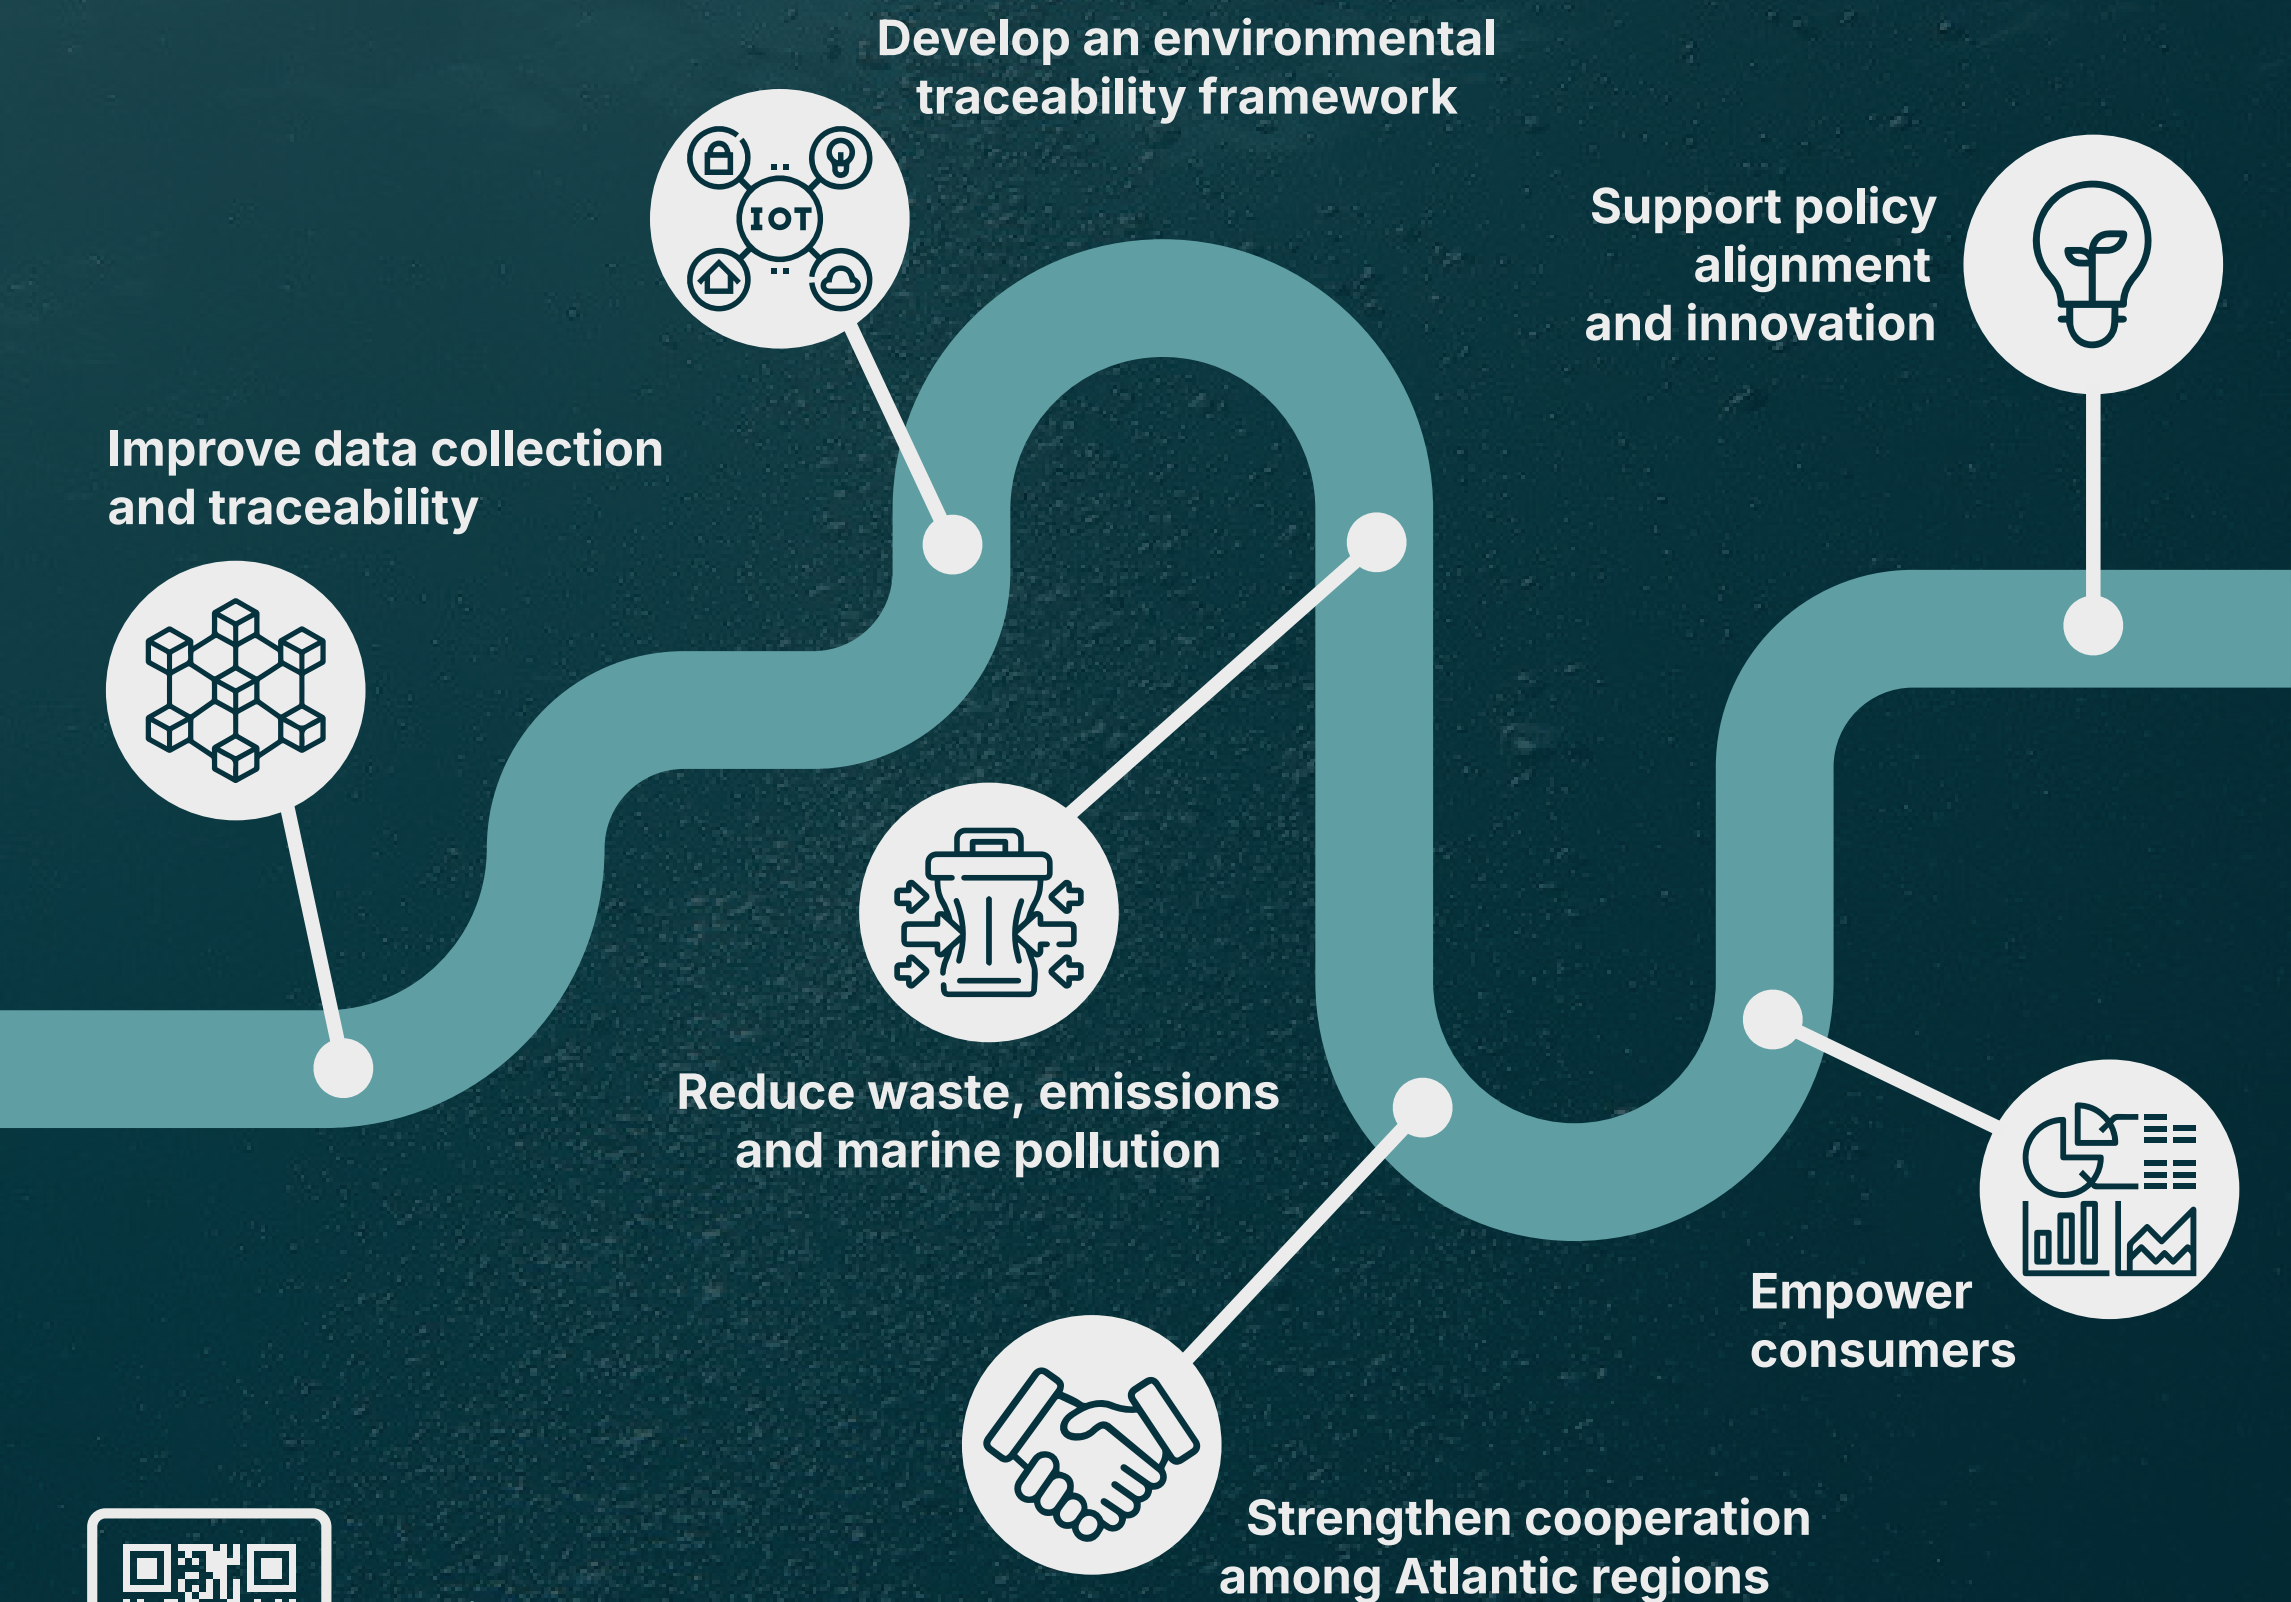 Develop an environmental
traceability framework
IOT
Support policy
alignment
and innovation
Improve data collection
and traceability
Reduce waste, emissions
and marine pollution
Empower
consumers
Strengthen cooperation
among Atlantic regions